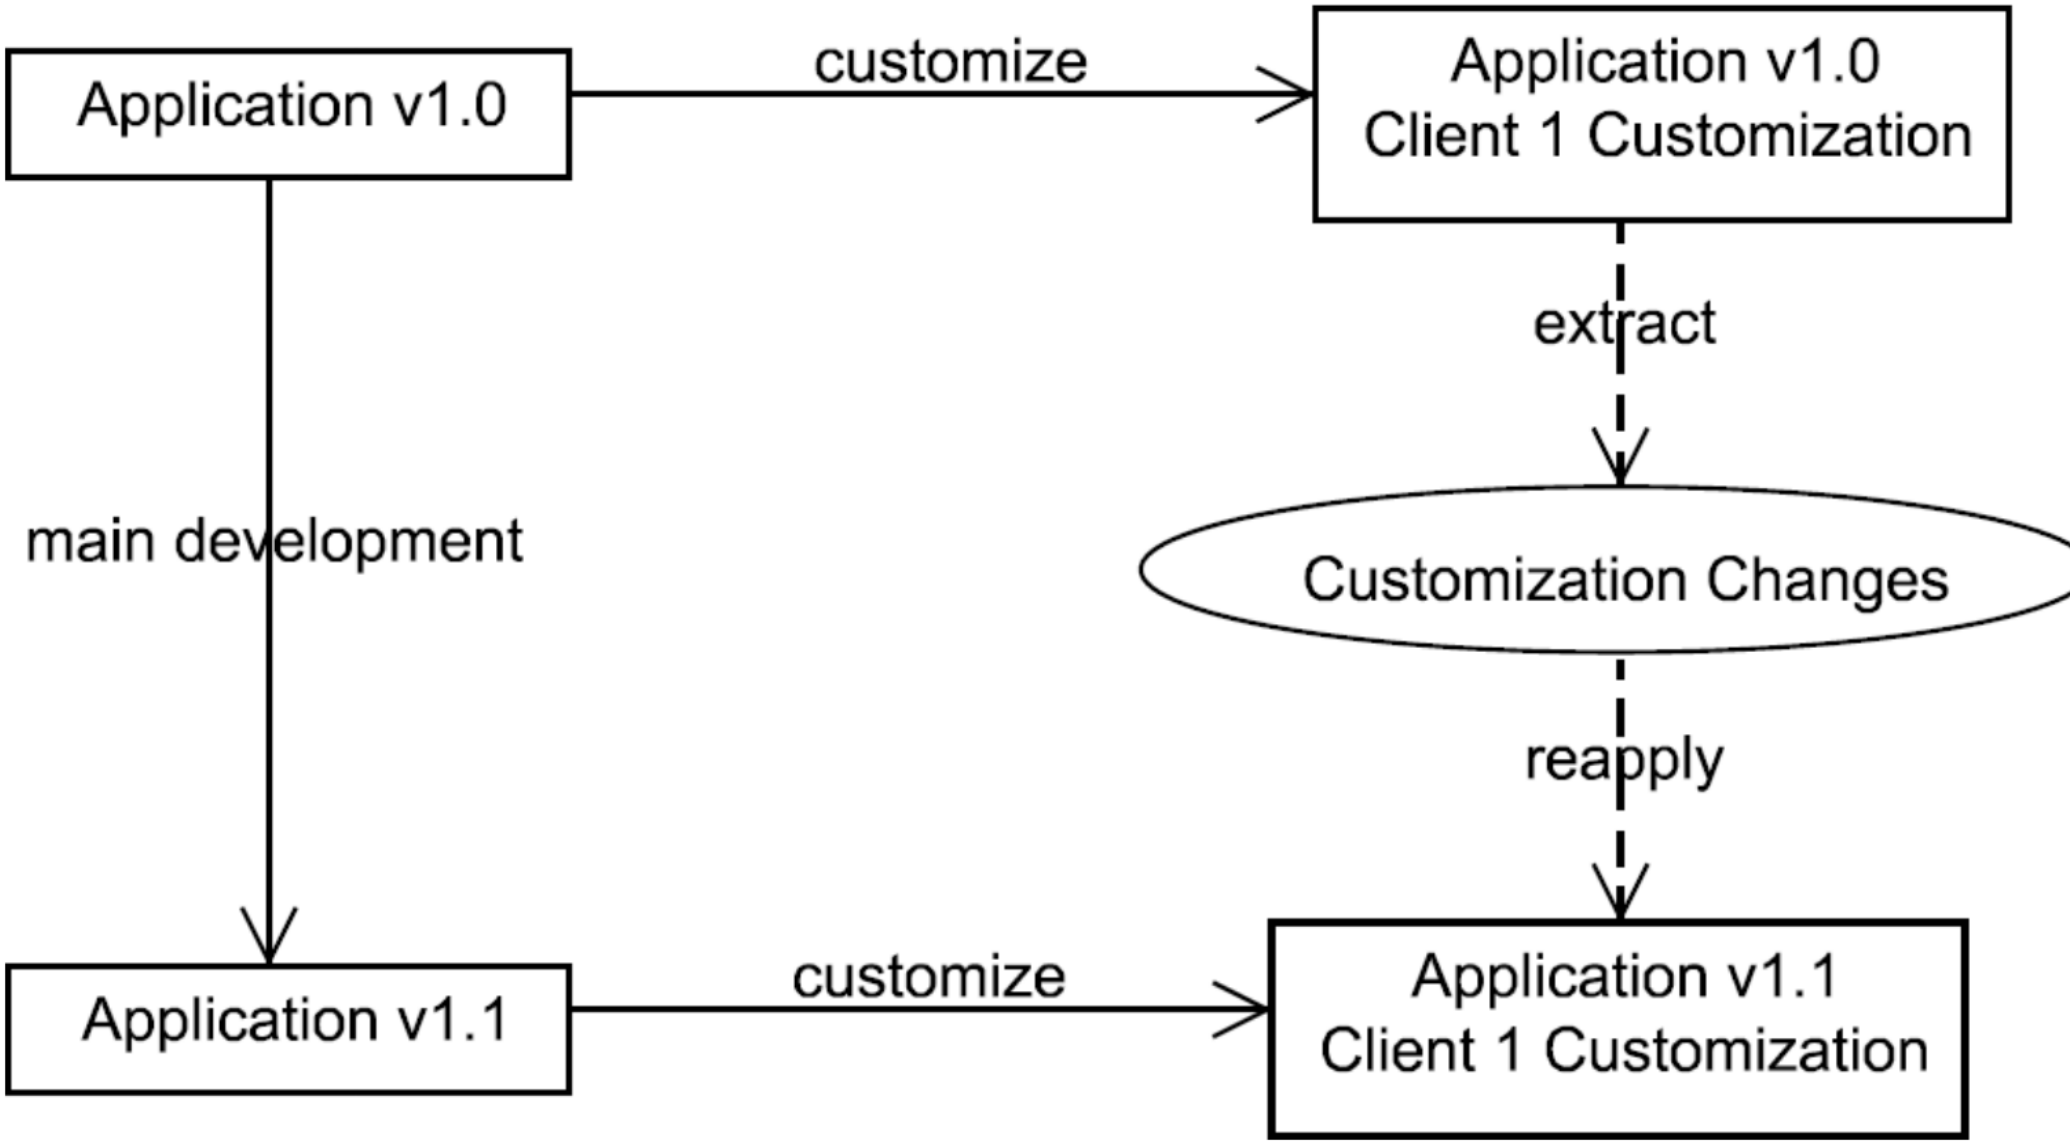 Application v1.0
customize
Application v1.0
Client 1 Customization
extract
main development
Customization Changes
reapply
Application v1.1
customize
Application v1.1
Client 1 Customization